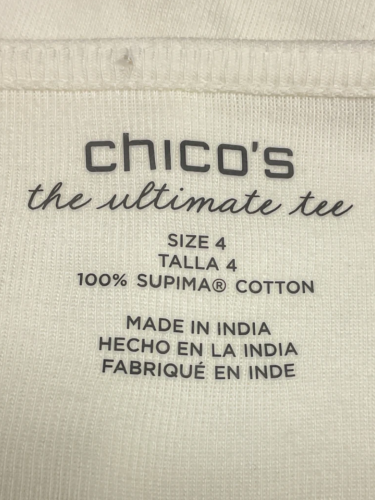 chico's
the ultimate tee
SIZE 4
TALLA 4
100% SUPIMA® COTTON
MADE IN INDIA
HECHO EN LA INDIA
FABRIQUÉ EN INDE